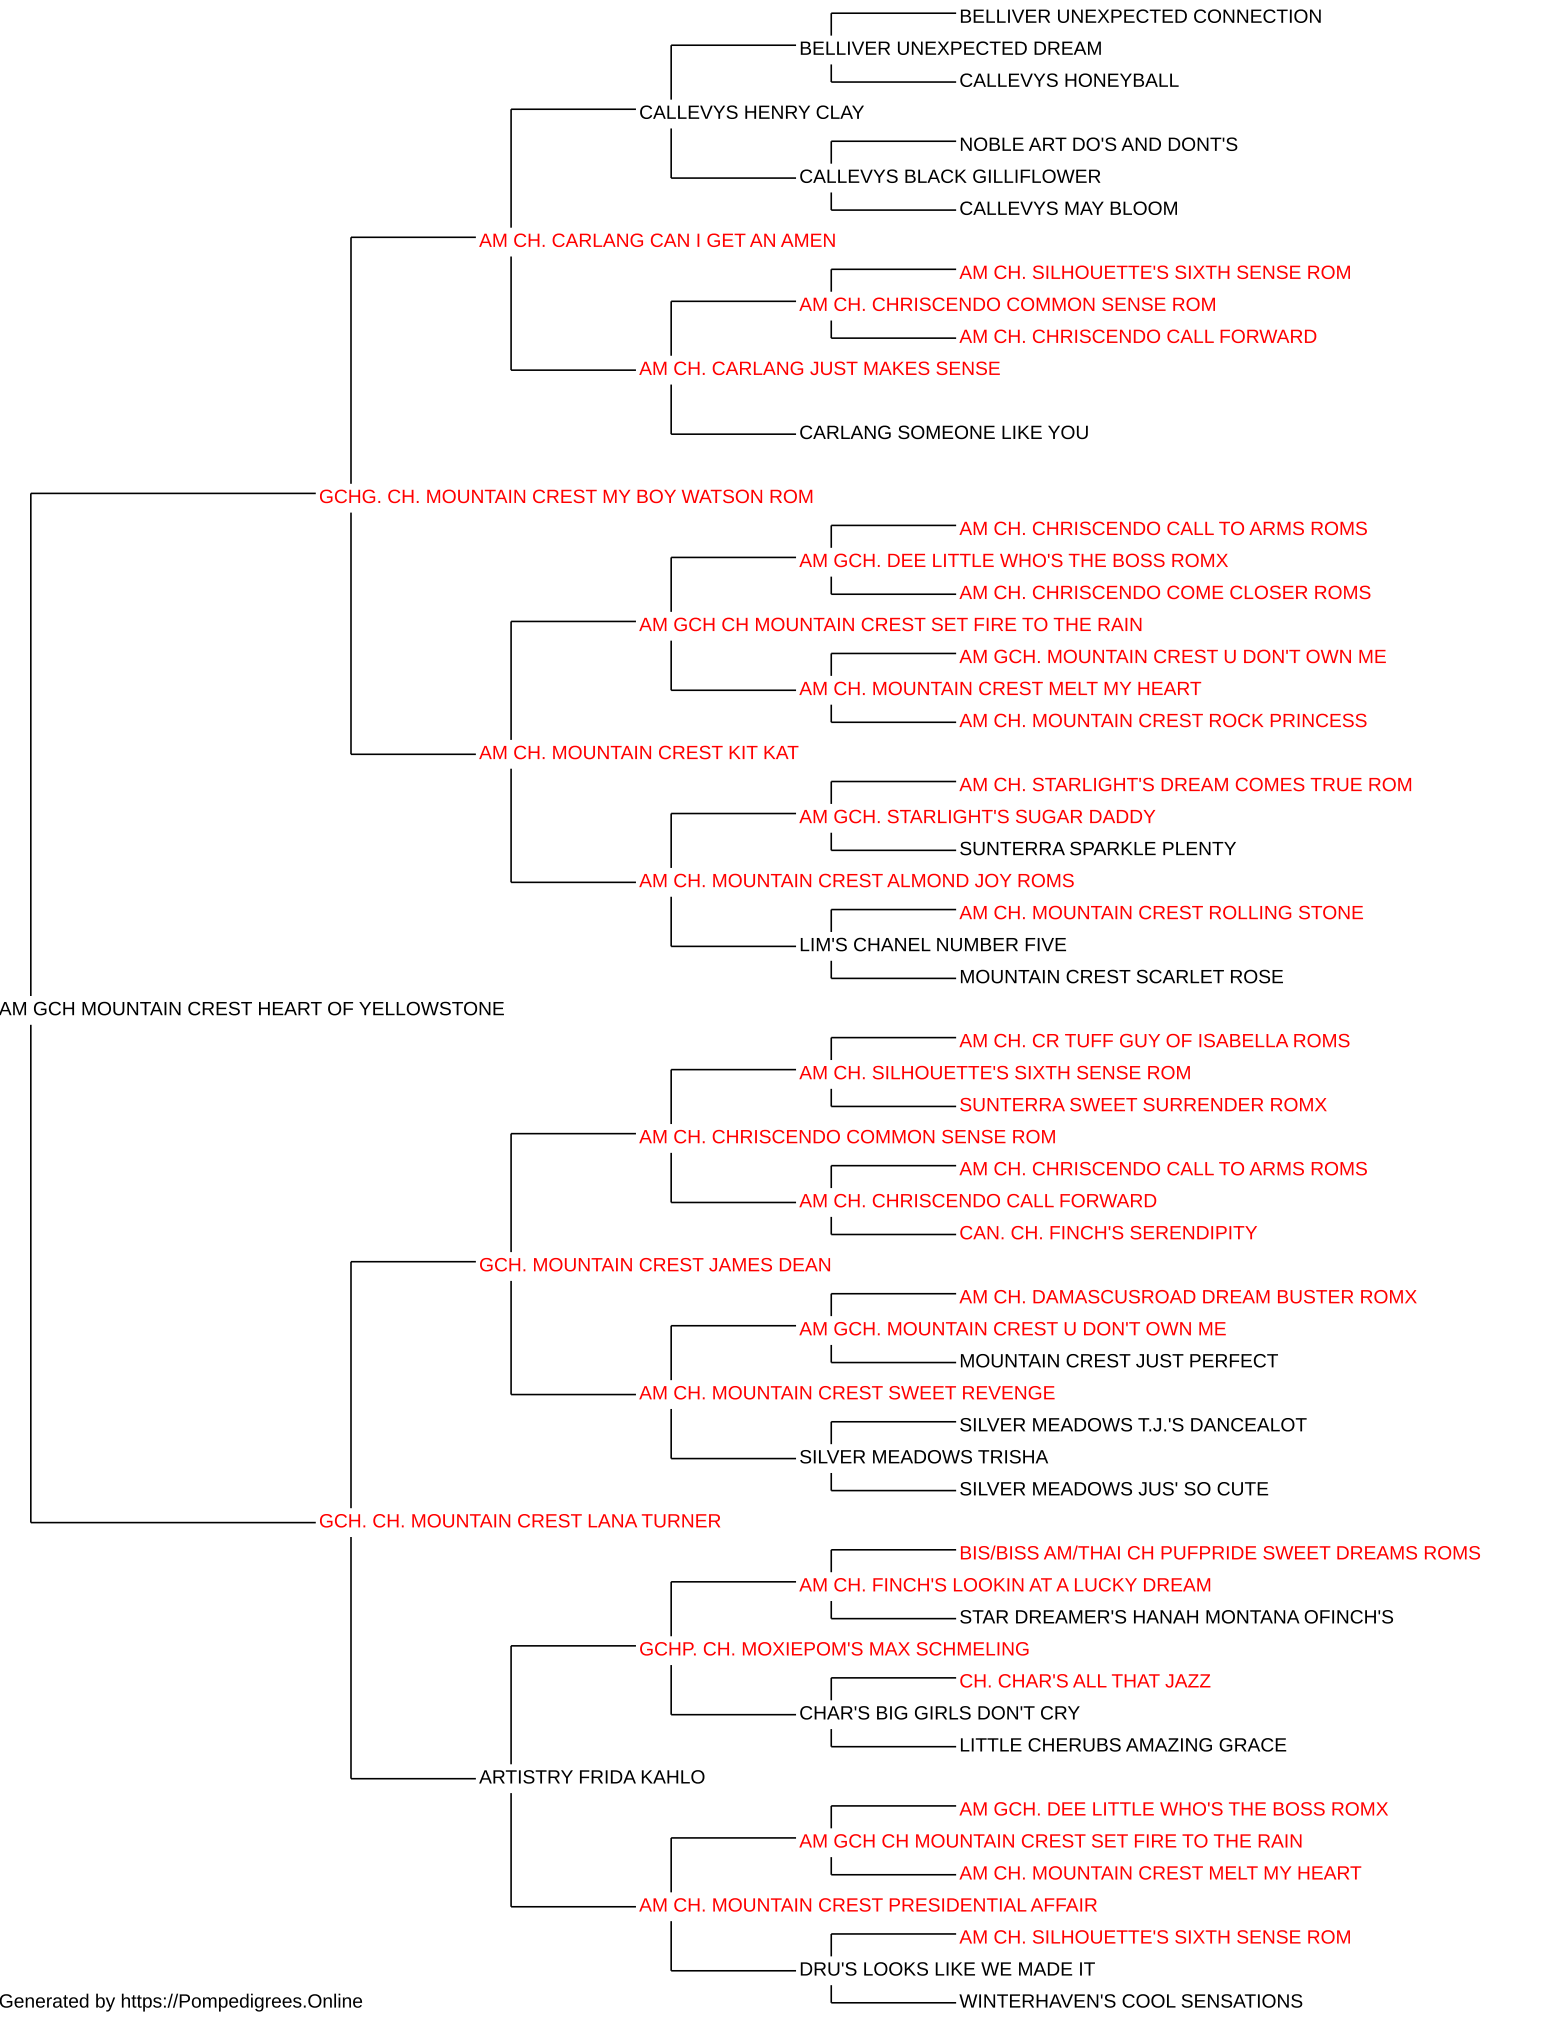 BELLIVER UNEXPECTED CONNECTION
BELLIVER UNEXPECTED DREAM
CALLEVYS HONEYBALL
CALLEVYS HENRY CLAY
NOBLE ART DO'S AND DONT'S
CALLEVYS BLACK GILLIFLOWER
CALLEVYS MAY BLOOM
AM CH. CARLANG CAN I GET AN AMEN
AM CH. SILHOUETTE'S SIXTH SENSE ROM
AM CH. CHRISCENDO COMMON SENSE ROM
AM CH. CHRISCENDO CALL FORWARD
AM CH. CARLANG JUST MAKES SENSE
CARLANG SOMEONE LIKE YOU
GCHG. CH. MOUNTAIN CREST MY BOY WATSON ROM
AM CH. CHRISCENDO CALL TO ARMS ROMS
AM GCH. DEE LITTLE WHO'S THE BOSS ROMX
AM CH. CHRISCENDO COME CLOSER ROMS
AM GCH CH MOUNTAIN CREST SET FIRE TO THE RAIN
AM GCH. MOUNTAIN CREST U DON'T OWN ME
AM CH. MOUNTAIN CREST MELT MY HEART
AM CH. MOUNTAIN CREST ROCK PRINCESS
AM CH. MOUNTAIN CREST KIT KAT
AM CH. STARLIGHT'S DREAM COMES TRUE ROM
AM GCH. STARLIGHT'S SUGAR DADDY
SUNTERRA SPARKLE PLENTY
AM CH. MOUNTAIN CREST ALMOND JOY ROMS
AM CH. MOUNTAIN CREST ROLLING STONE
LIM'S CHANEL NUMBER FIVE
MOUNTAIN CREST SCARLET ROSE
AM GCH MOUNTAIN CREST HEART OF YELLOWSTONE
AM CH. CR TUFF GUY OF ISABELLA ROMS
AM CH. SILHOUETTE'S SIXTH SENSE ROM
SUNTERRA SWEET SURRENDER ROMX
AM CH. CHRISCENDO COMMON SENSE ROM
AM CH. CHRISCENDO CALL TO ARMS ROMS
AM CH. CHRISCENDO CALL FORWARD
CAN. CH. FINCH'S SERENDIPITY
GCH. MOUNTAIN CREST JAMES DEAN
AM CH. DAMASCUSROAD DREAM BUSTER ROMX
AM GCH. MOUNTAIN CREST U DON'T OWN ME
MOUNTAIN CREST JUST PERFECT
AM CH. MOUNTAIN CREST SWEET REVENGE
SILVER MEADOWS T.J.'S DANCEALOT
SILVER MEADOWS TRISHA
SILVER MEADOWS JUS' SO CUTE
GCH. CH. MOUNTAIN CREST LANA TURNER
BIS/BISS AM/THAI CH PUFPRIDE SWEET DREAMS ROMS
AM CH. FINCH'S LOOKIN AT A LUCKY DREAM
STAR DREAMER'S HANAH MONTANA OFINCH'S
GCHP. CH. MOXIEPOM'S MAX SCHMELING
CH. CHAR'S ALL THAT JAZZ
CHAR'S BIG GIRLS DON'T CRY
LITTLE CHERUBS AMAZING GRACE
ARTISTRY FRIDA KAHLO
AM GCH. DEE LITTLE WHO'S THE BOSS ROMX
AM GCH CH MOUNTAIN CREST SET FIRE TO THE RAIN
AM CH. MOUNTAIN CREST MELT MY HEART
AM CH. MOUNTAIN CREST PRESIDENTIAL AFFAIR
AM CH. SILHOUETTE'S SIXTH SENSE ROM
DRU'S LOOKS LIKE WE MADE IT
WINTERHAVEN'S COOL SENSATIONS
Generated by https://Pompedigrees.Online